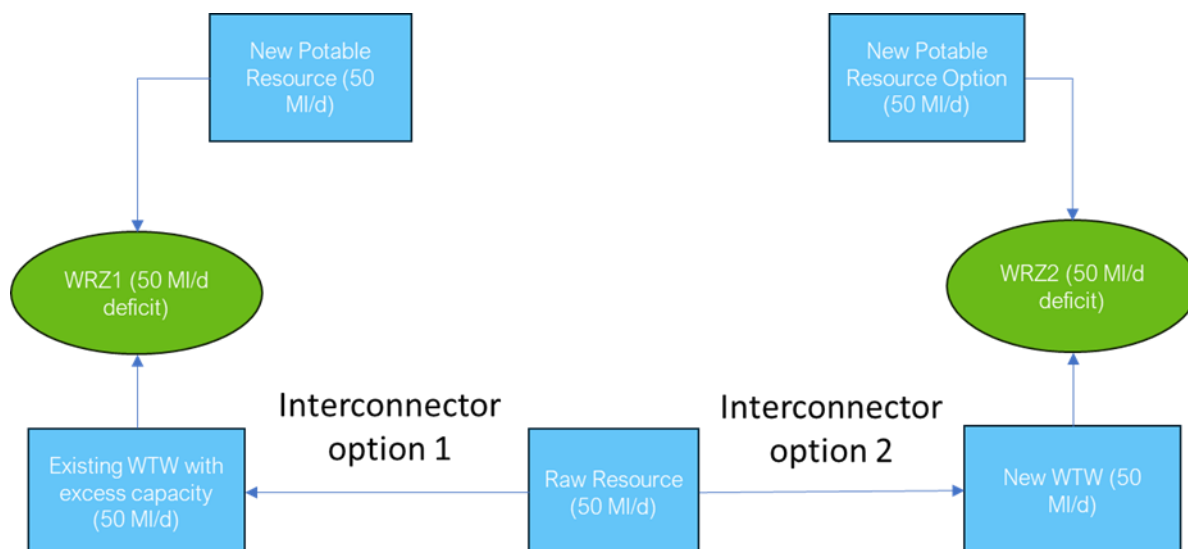 New Potable
Resource (50
Ml/d)
New Potable
Resource Option
(50 Ml/d)
WRZ1 (50 Ml/d
deficit)
WRZ2 (50 Ml/d
deficit)
Interconnector
option 1
Interconnector
option 2
Existing WTW with
excess capacity
(50 Ml/d)
Raw Resource
(50 Ml/d)
New WTW (50
Ml/d)